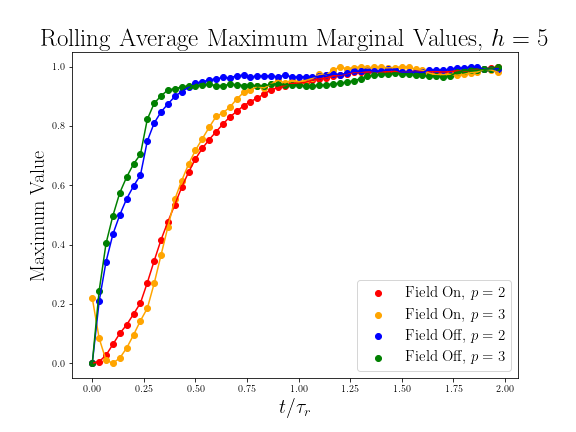 Rolling Average Maximum Marginal Values, h = 5
Maximum Value
1.0
0.8
0.6
0.4
0.2
0.0
Field On, p = 2
Field On, p = 3
Field Off, p = 2
Field Off, p = 3
0.00 0.25 0.50 0.75 1.00 1.25 1.50 1.75 2.00
t/τr